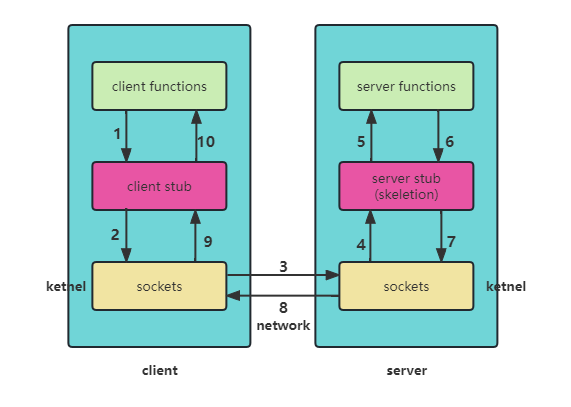 client functions
server functions
1
10
5
6
client stub
server stub
(skeletion)
2
9
4
7
3
ketnel
sockets
sockets
ketnel
8
network
client
server